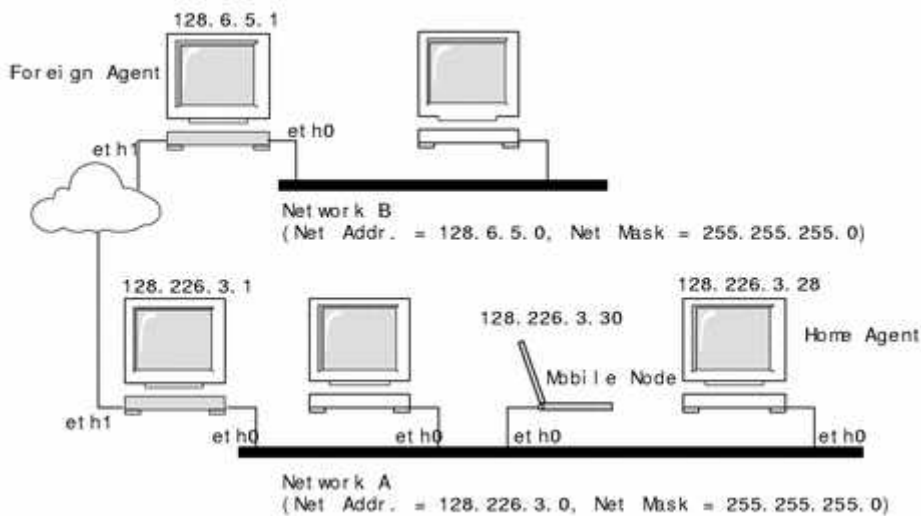 128.6.5.1
Foreign Agent
eth0
eth1
Network B
(Net Addr. = 128.6.5.0, Net Mask = 255.255.255.0)
128.226.3.1
128.226.3.28
128.226.3.30
Home Agent
Mobile Node
eth1
eth0
eth0
eth0
eth0
Network A
(Net Addr. = 128.226.3.0, Net Mask = 255.255.255.0)